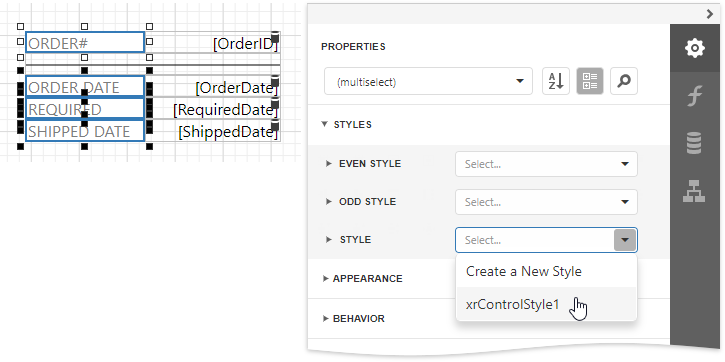 ORDER# [OrderID]
ORDER DATE [OrderDate]
REQUIRED [RequiredDate]
SHIPPED DATE [ShippedDate]
PROPERTIES
(multiselect)
STYLES
EVEN STYLE Select...
ODD STYLE Select...
STYLE Select...
Create a New Style
APPEARANCE
xrControlStyle1
BEHAVIOR